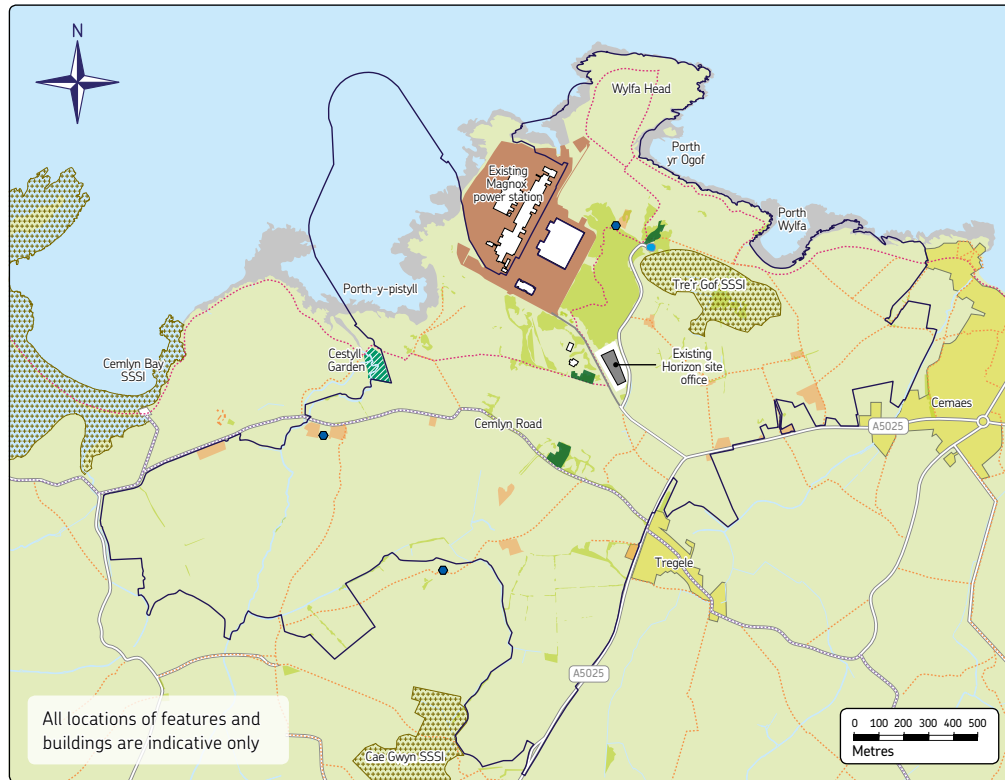 N
Wylfa Head
Porth
yr Ogof
Existing
Magnox
power station
Porth
Wylfa
Tre'r Gof SSSI
Porth-y-pistyll
Cestyll
Garden
Cemlyn Bay
SSSI
Existing
Horizon site
office
Cemaes
A5025
Cemlyn Road
Tregele
A5025
Cae Gwyn SSSI
All locations of features and
buildings are indicative only
0 100 200 300 400 500
Metres